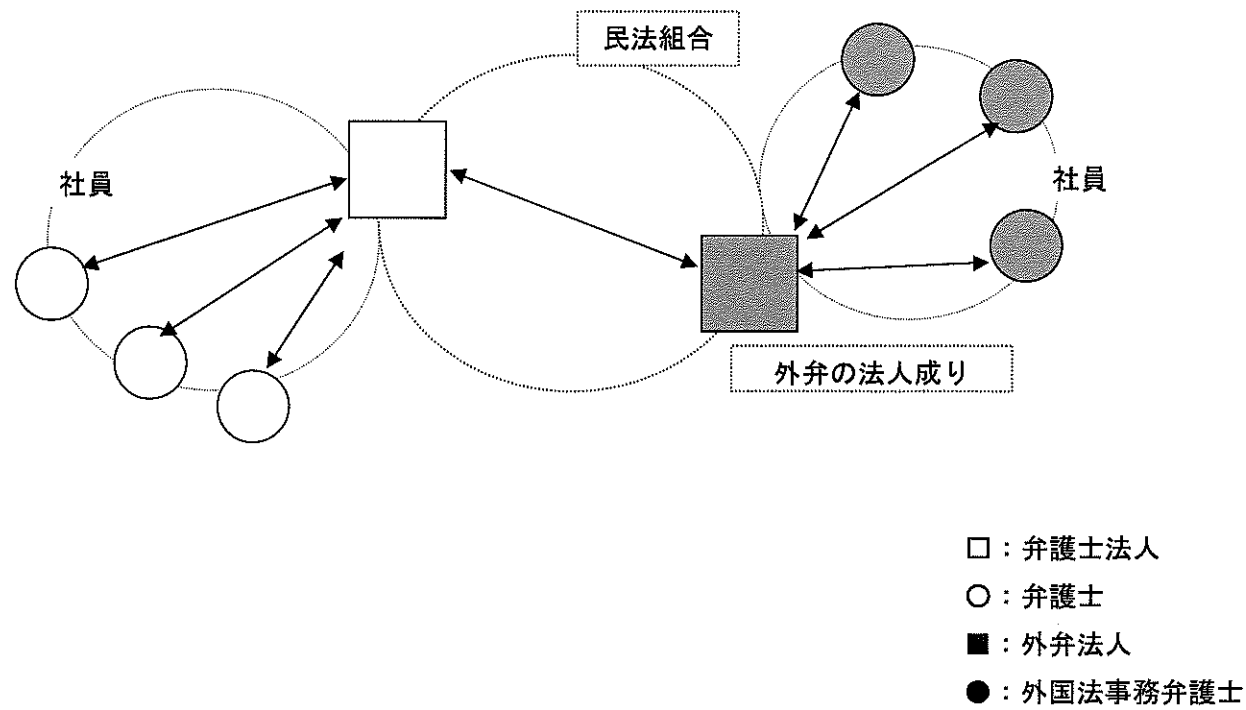 民法組合
社員
社員
外弁の法人成り
□：弁護士法人
○：弁護士
■：外弁法人
●：外国法事務弁護士